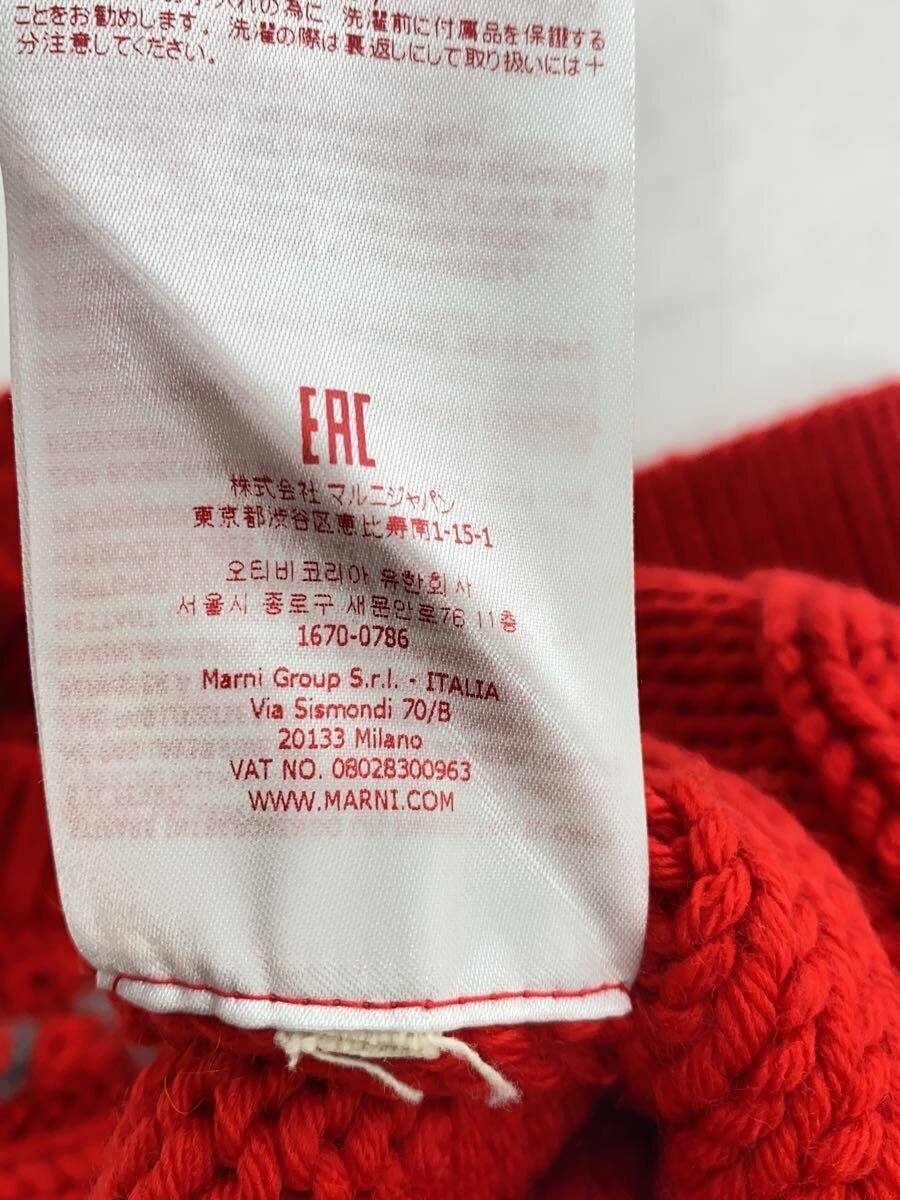 入れの為に、洗濯前に付属品を保護する
ことをお勧めします。洗濯の際は裏返しにして取り扱いには十
分注意してください。
EAC
株式会社 マルニジャパン
東京都渋谷区恵比寿南1-15-1
오티비코리아 유한회사
서울시 종로구 새문안로76 11층
1670-0786
Marni Group S.r.l. - ITALIA
Via Sismondi 70/B
20133 Milano
VAT NO. 08028300963
WWW.MARNI.COM